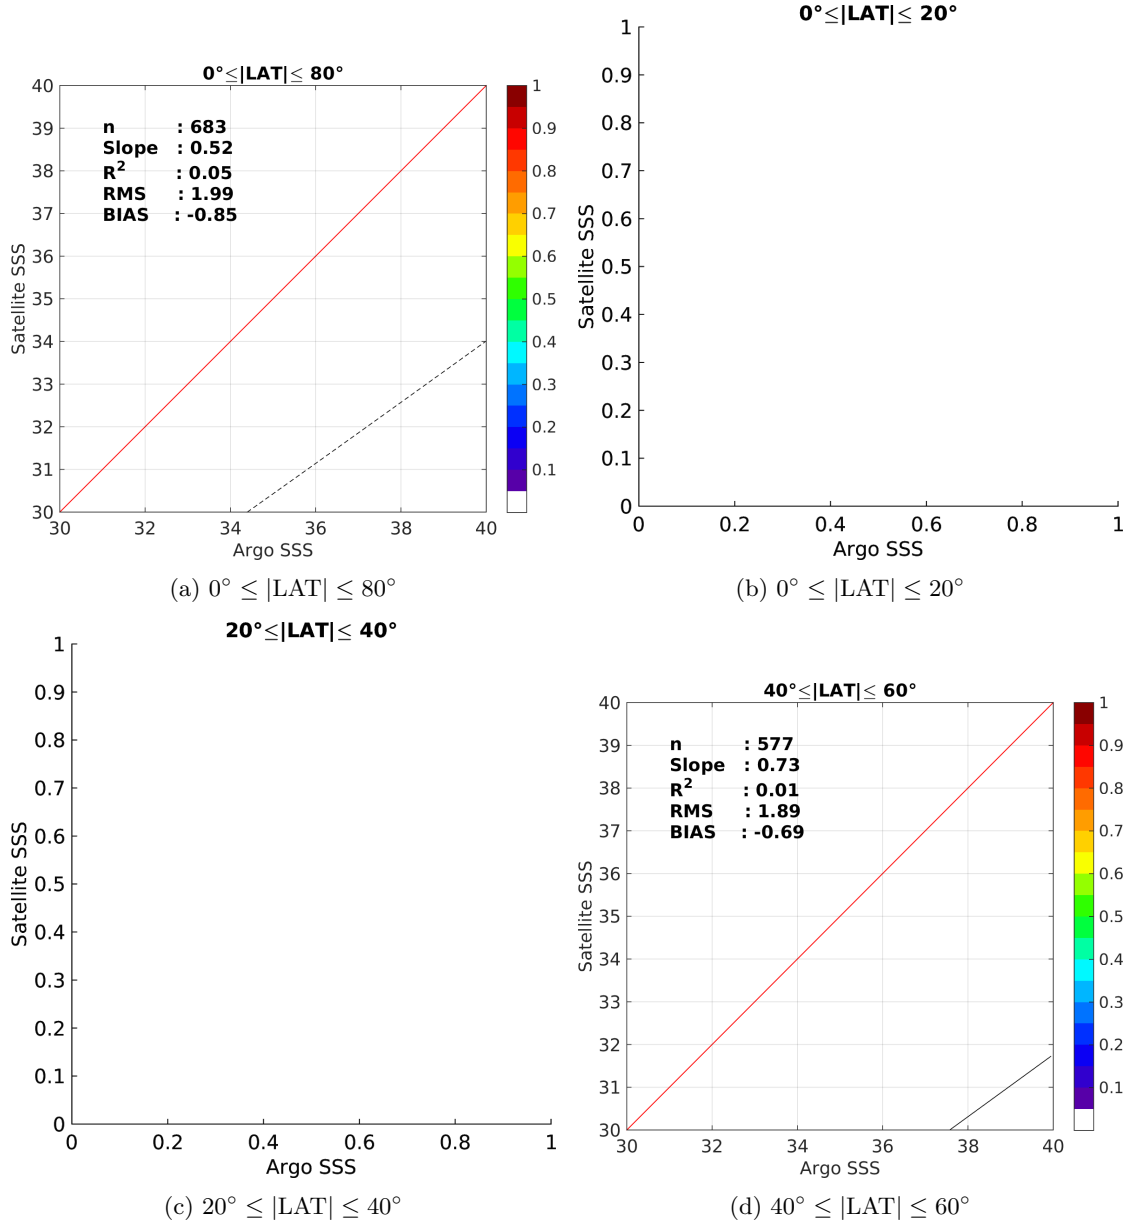 0°≤|LAT|≤ 80°
40
39
38
37
36
35
34
33
32
31
30
n : 683
Slope : 0.52
R² : 0.05
RMS : 1.99
BIAS : -0.85
1
0.9
0.8
0.7
0.6
0.5
0.4
0.3
0.2
0.1
Satellite SSS
30 32 34 36 38 40
Argo SSS
(a) 0° ≤ |LAT| ≤ 80°
0°≤|LAT|≤ 20°
1
0.9
0.8
0.7
0.6
0.5
0.4
0.3
0.2
0.1
0
Satellite SSS
0 0.2 0.4 0.6 0.8 1
Argo SSS
(b) 0° ≤ |LAT| ≤ 20°
20°≤|LAT|≤ 40°
1
0.9
0.8
0.7
0.6
0.5
0.4
0.3
0.2
0.1
0
Satellite SSS
0 0.2 0.4 0.6 0.8 1
Argo SSS
(c) 20° ≤ |LAT| ≤ 40°
40°≤|LAT|≤ 60°
40
39
38
37
36
35
34
33
32
31
30
n : 577
Slope : 0.73
R² : 0.01
RMS : 1.89
BIAS : -0.69
1
0.9
0.8
0.7
0.6
0.5
0.4
0.3
0.2
0.1
Satellite SSS
30 32 34 36 38 40
Argo SSS
(d) 40° ≤ |LAT| ≤ 60°